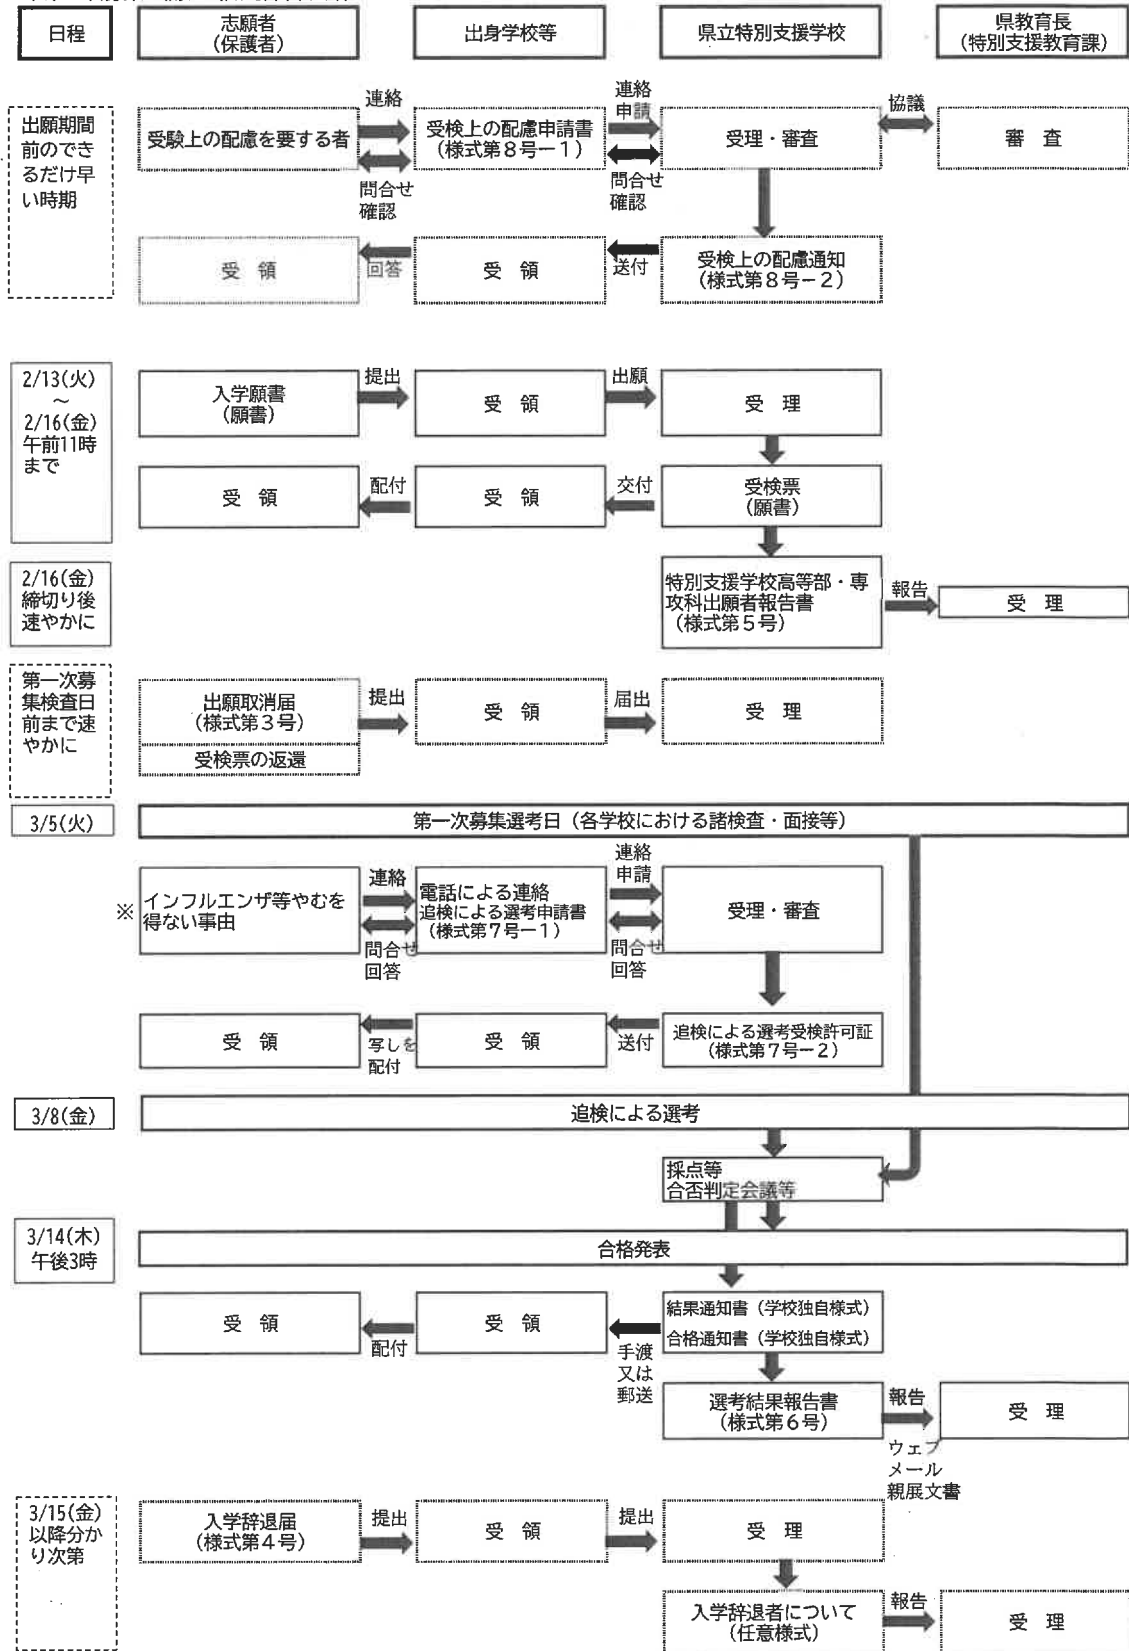 日程
志願者
(保護者)
出身学校等
県立特別支援学校
県教育長
(特別支援教育課)
出願期間
前のでき
るだけ早
い時期
受験上の配慮を要する者
連絡
問合せ
確認
受検上の配慮申請書
(様式第8号ー1)
連絡
申請
問合せ
確認
受理・審査
協議
審 査
受 領
回答
受 領
送付
受検上の配慮通知
(様式第8号ー2)
2/13(火)
~
2/16(金)
午前11時
まで
入学願書
(願書)
提出
受 領
出願
受 理
受 領
配付
受 領
交付
受検票
(願書)
2/16(金)
締切り後
速やかに
特別支援学校高等部・専
攻科出願者報告書
(様式第5号)
報告
受 理
第一次募
集検査日
前まで速
やかに
出願取消届
(様式第3号)
受検票の返還
提出
受 領
届出
受 理
3/5(火)
第一次募集選考日(各学校における諸検査・面接等)
※
インフルエンザ等やむを
得ない事由
連絡
問合せ
回答
電話による連絡
追検による選考申請書
(様式第7号ー1)
連絡
申請
問合せ
回答
受理・審査
受 領
写しを
配付
受 領
送付
追検による選考受検許可証
(様式第7号ー2)
3/8(金)
追検による選考
採点等
合否判定会議等
3/14(木)
午後3時
合格発表
受 領
配付
受 領
手渡
又は
郵送
結果通知書(学校独自様式)
合格通知書(学校独自様式)
選考結果報告書
(様式第6号)
報告
ウェブ
メール
親展文書
受 理
3/15(金)
以降分か
り次第
入学辞退届
(様式第4号)
提出
受 領
提出
受 理
入学辞退者について
(任意様式)
報告
受 理